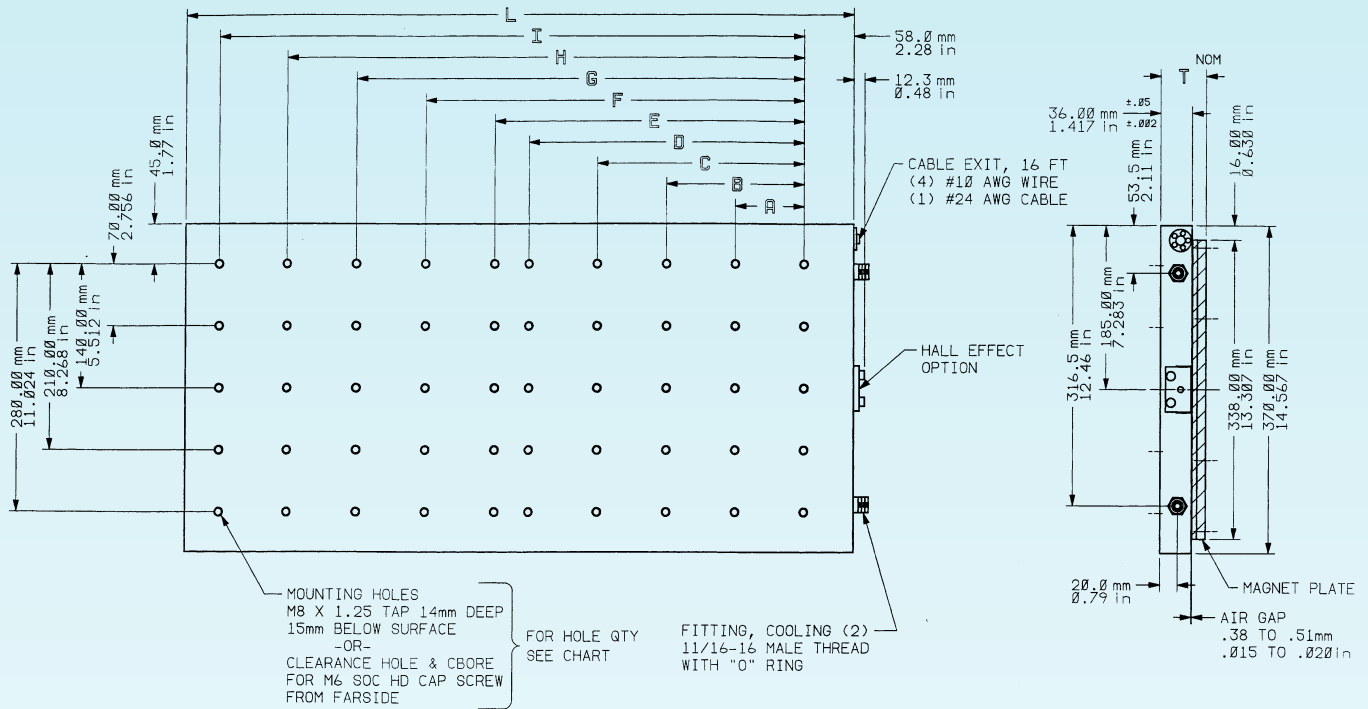 L
I
58.0 mm
2.28 in
H
12.3 mm
0.48 in
G
F
E
D
C
B
A
45.0 mm
1.77 in
70.00 mm
2.756 in
140.00 mm
5.512 in
210.00 mm
8.268 in
280.00 mm
11.024 in
CABLE EXIT, 16 FT
(4) #10 AWG WIRE
(1) #24 AWG CABLE
HALL EFFECT
OPTION
MOUNTING HOLES
M8 X 1.25 TAP 14mm DEEP
15mm BELOW SURFACE
-OR-
CLEARANCE HOLE & CBORE
FOR M6 SOC HD CAP SCREW
FROM FARSIDE
FOR HOLE QTY
SEE CHART
FITTING, COOLING (2)
11/16-16 MALE THREAD
WITH "O" RING
NOM
T
36.00 mm ±.05
1.417 in ±.002
53.5 mm
2.11 in
16.00 mm
0.630 in
316.5 mm
12.46 in
185.00 mm
7.283 in
338.00 mm
13.307 in
370.00 mm
14.567 in
20.0 mm
0.79 in
MAGNET PLATE
AIR GAP
.38 TO .51mm
.015 TO .020in